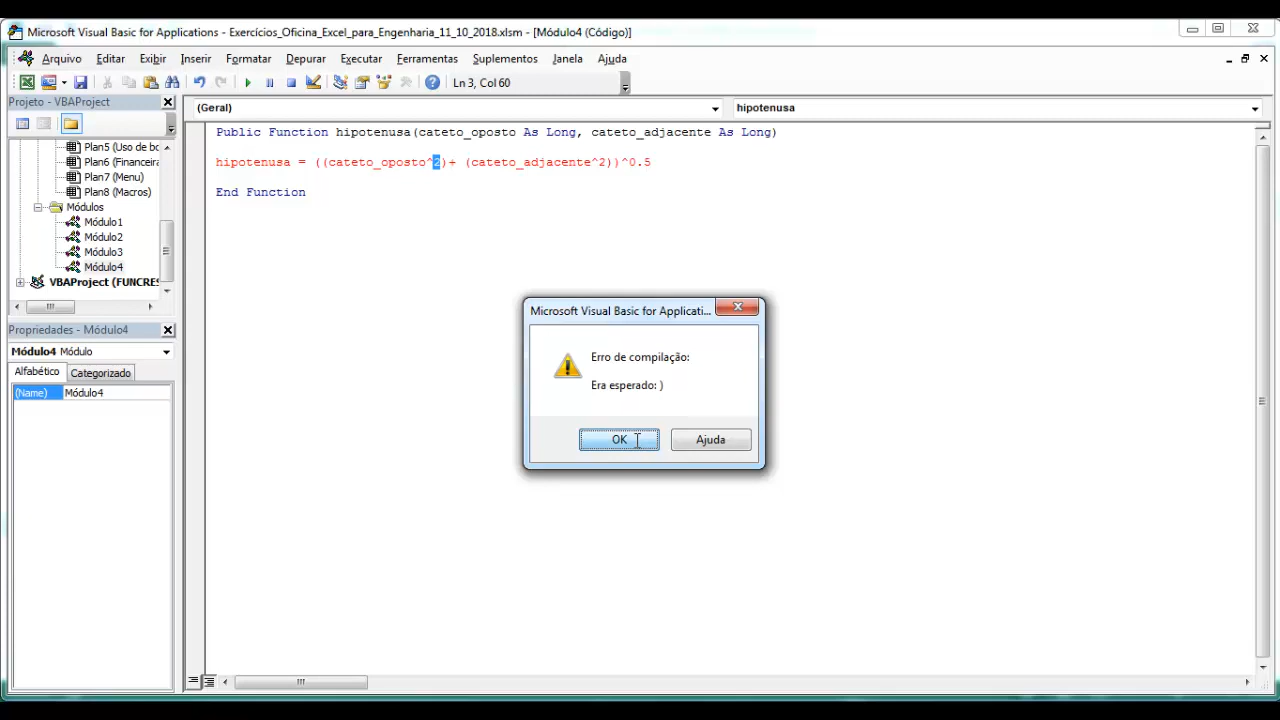 Microsoft Visual Basic for Applications - Exercícios_Oficina_Excel_para_Engenharia_11_10_2018.xlsm - [Módulo4 (Código)]
Arquivo Editar Exibir Inserir Formatar Depurar Executar Ferramentas Suplementos Janela Ajuda
Ln 3, Col 60
Projeto - VBAProject
(Geral)
hipotenusa
Public Function hipotenusa(cateto_oposto As Long, cateto_adjacente As Long)
hipotenusa = ((cateto_oposto^2)+ (cateto_adjacente^2))^0.5
End Function
Plan5 (Uso de bo
Plan6 (Financeira
Plan7 (Menu)
Plan8 (Macros)
Módulos
Módulo1
Módulo2
Módulo3
Módulo4
VBAProject (FUNCRES
Propriedades - Módulo4
Módulo4 Módulo
Alfabético Categorizado
(Name) Módulo4
Microsoft Visual Basic for Applicati...
Erro de compilação:
Era esperado: )
OK Ajuda